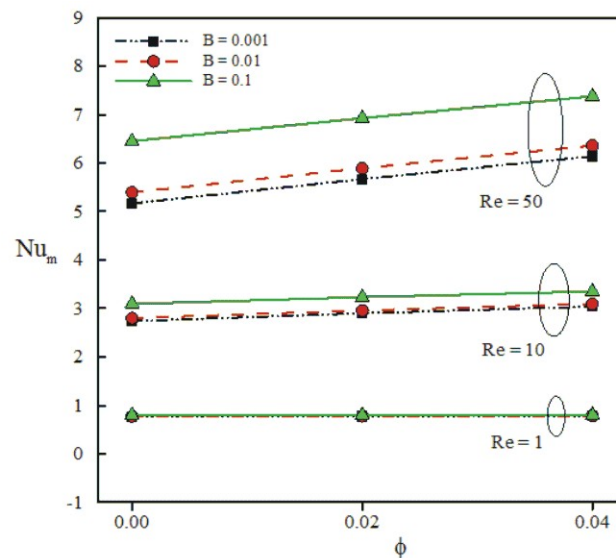 9
B = 0.001
B = 0.01
8
B = 0.1
7
6
Re = 50
5
Nu_m
4
3
2
Re = 10
1
Re = 1
0
-1
0.00 0.02 0.04
ϕ